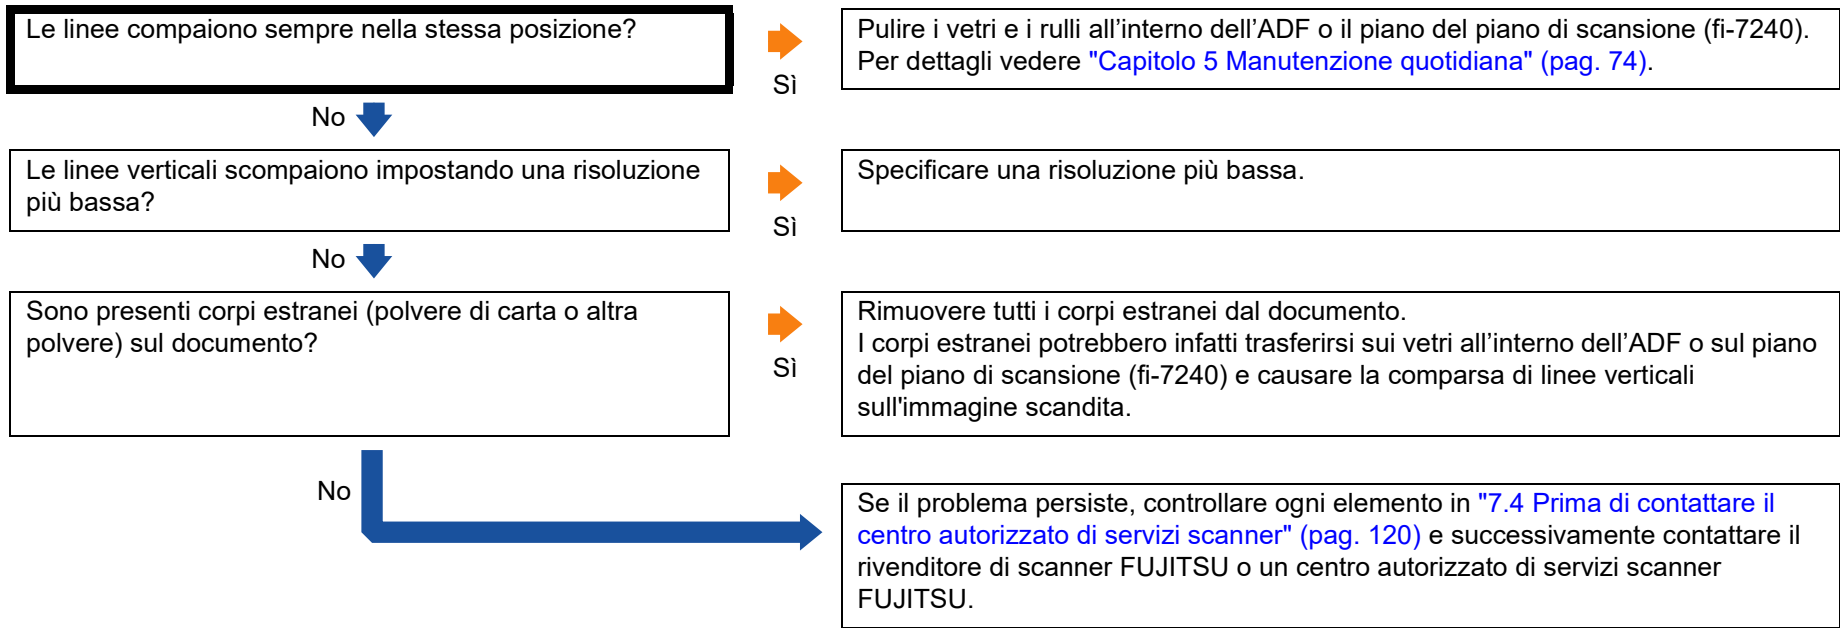 Le linee compaiono sempre nella stessa posizione?
Sì
Pulire i vetri e i rulli all’interno dell’ADF o il piano del piano di scansione (fi-7240).
Per dettagli vedere "Capitolo 5 Manutenzione quotidiana" (pag. 74).
No
Le linee verticali scompaiono impostando una risoluzione
più bassa?
Sì
Specificare una risoluzione più bassa.
No
Sono presenti corpi estranei (polvere di carta o altra
polvere) sul documento?
Sì
Rimuovere tutti i corpi estranei dal documento.
I corpi estranei potrebbero infatti trasferirsi sui vetri all’interno dell’ADF o sul piano
del piano di scansione (fi-7240) e causare la comparsa di linee verticali
sull'immagine scandita.
No
Se il problema persiste, controllare ogni elemento in "7.4 Prima di contattare il
centro autorizzato di servizi scanner" (pag. 120) e successivamente contattare il
rivenditore di scanner FUJITSU o un centro autorizzato di servizi scanner
FUJITSU.